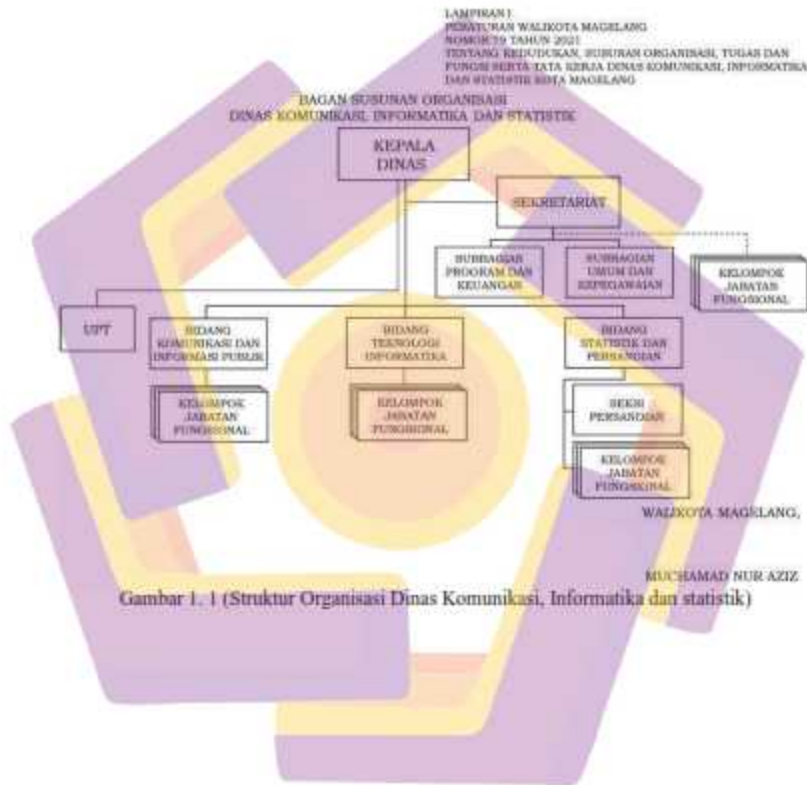 LAMPIRAN I
PERATURAN WALIKOTA MAGELANG
NOMOR 79 TAHUN 2021
TENTANG KEDUDUKAN, SUSUNAN ORGANISASI, TUGAS DAN
FUNGSI SERTA TATA KERJA DINAS KOMUNIKASI, INFORMATIKA
DAN STATISTIK KOTA MAGELANG
BAGAN SUSUNAN ORGANISASI
DINAS KOMUNIKASI, INFORMATIKA DAN STATISTIK
KEPALA
DINAS
SEKRETARIAT
SUBBAGIAN
PROGRAM DAN
KEUANGAN
SUBBAGIAN
UMUM DAN
KEPEGAWAIAN
KELOMPOK
JABATAN
FUNGSIONAL
UPT
BIDANG
KOMUNIKASI DAN
INFORMASI PUBLIK
BIDANG
TEKNOLOGI
INFORMATIKA
BIDANG
STATISTIK DAN
PERSANDIAN
KELOMPOK
JABATAN
FUNGSIONAL
KELOMPOK
JABATAN
FUNGSIONAL
SEKSI
PERSANDIAN
KELOMPOK
JABATAN
FUNGSIONAL
WALIKOTA MAGELANG,
MUCHAMAD NUR AZIZ
Gambar 1. 1 (Struktur Organisasi Dinas Komunikasi, Informatika dan statistik)